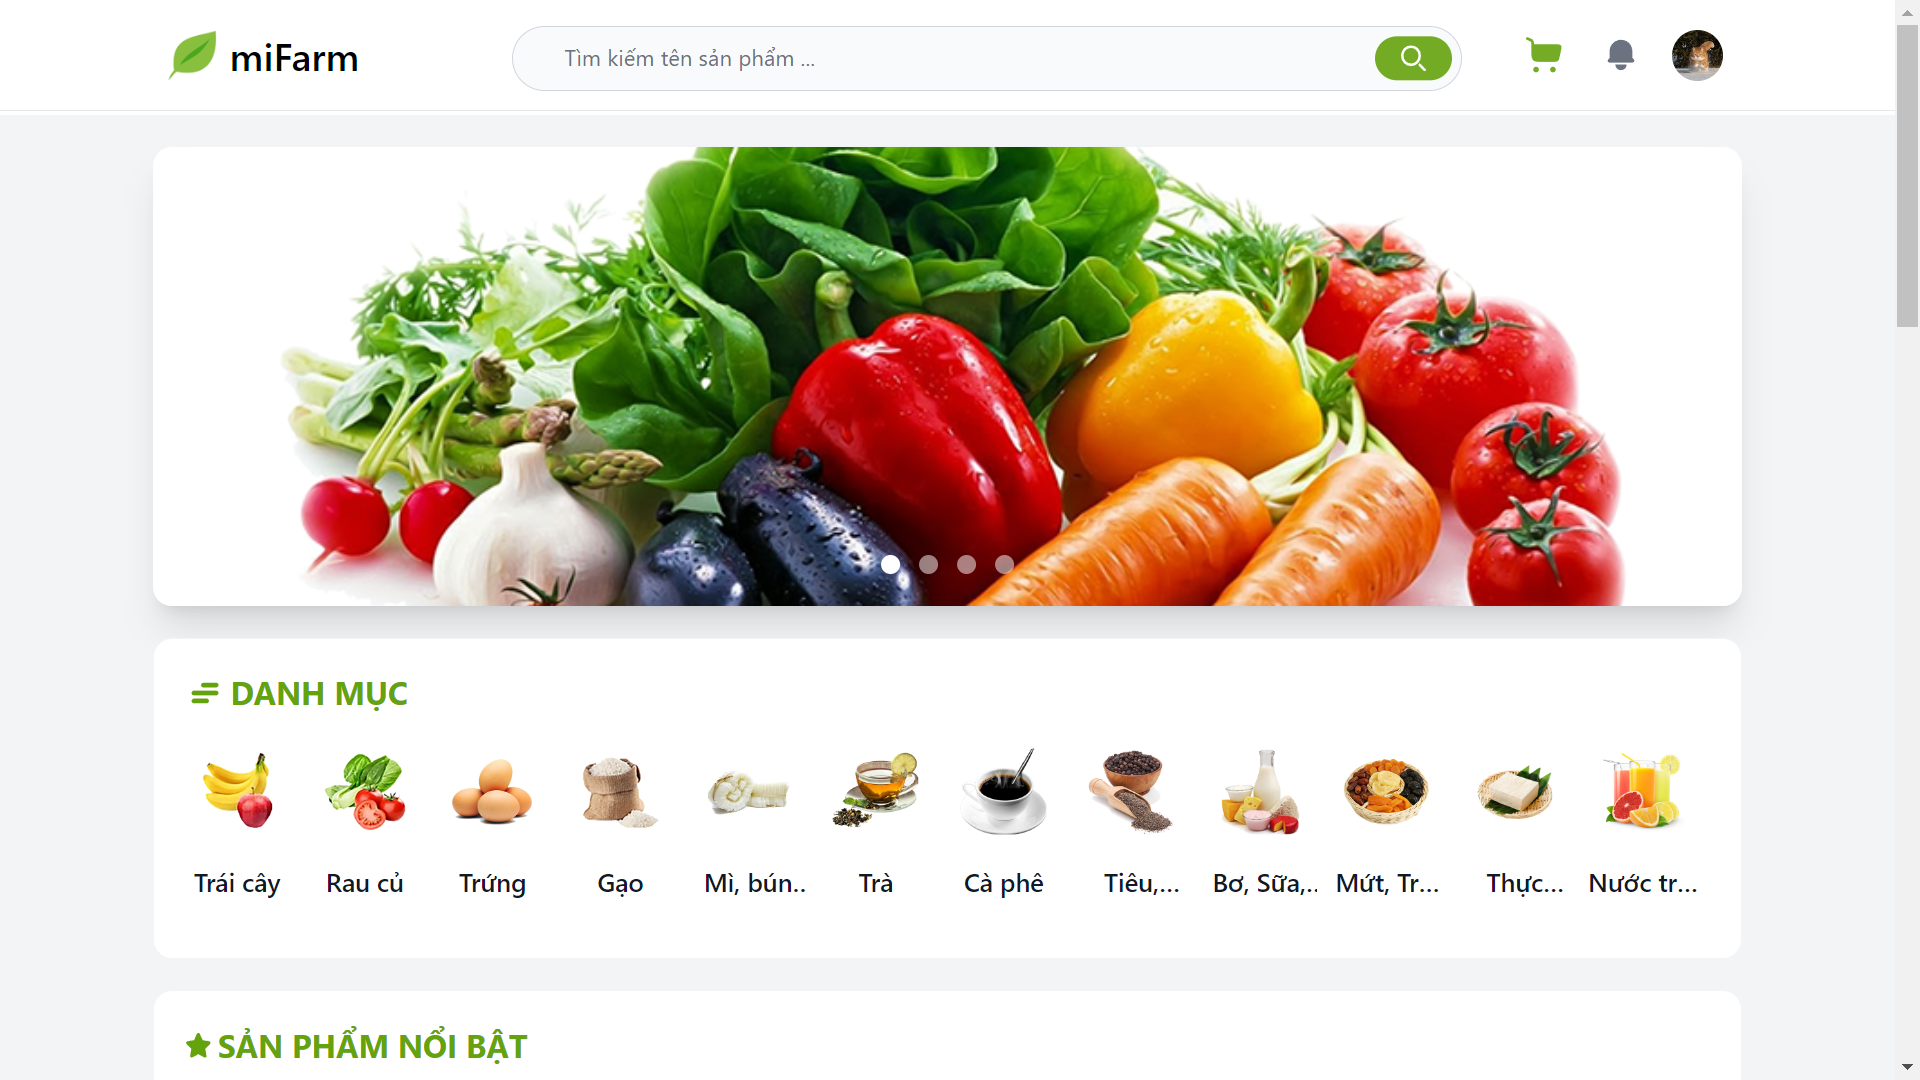 miFarm
Tìm kiếm tên sản phẩm ...
DANH MỤC
Trái cây
Rau củ
Trứng
Gạo
Mì, bún..
Trà
Cà phê
Tiêu,...
Bơ, Sữa,..
Mứt, Tr...
Thực...
Nước tr...
SẢN PHẨM NỔI BẬT